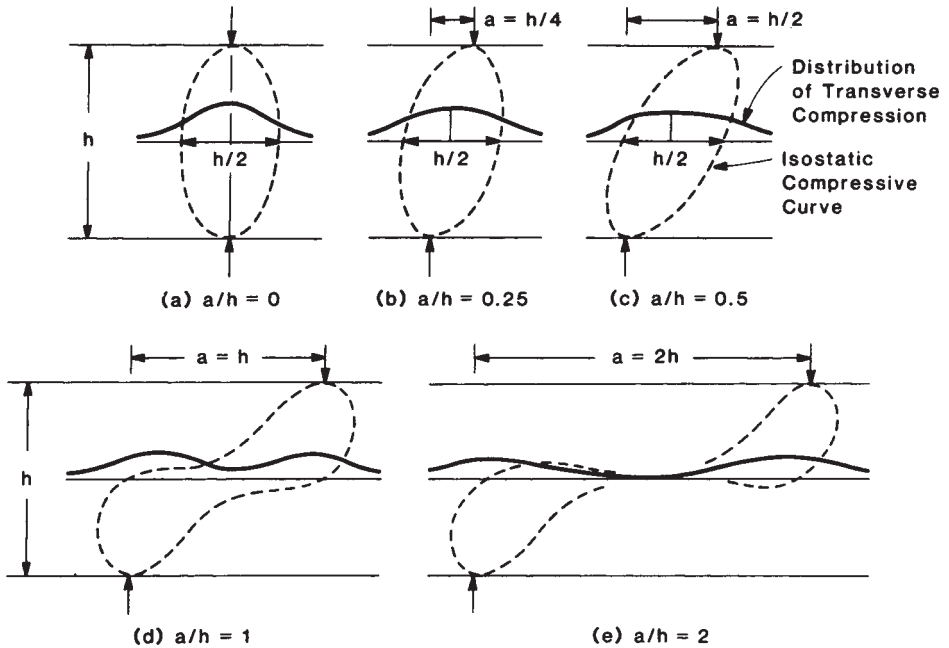 a = h/4
a = h/2
h
h/2
h/2
h/2
Distribution
of Transverse
Compression
Isostatic
Compressive
Curve
(a) a/h = 0
(b) a/h = 0.25
(c) a/h = 0.5
a = h
a = 2h
h
(d) a/h = 1
(e) a/h = 2